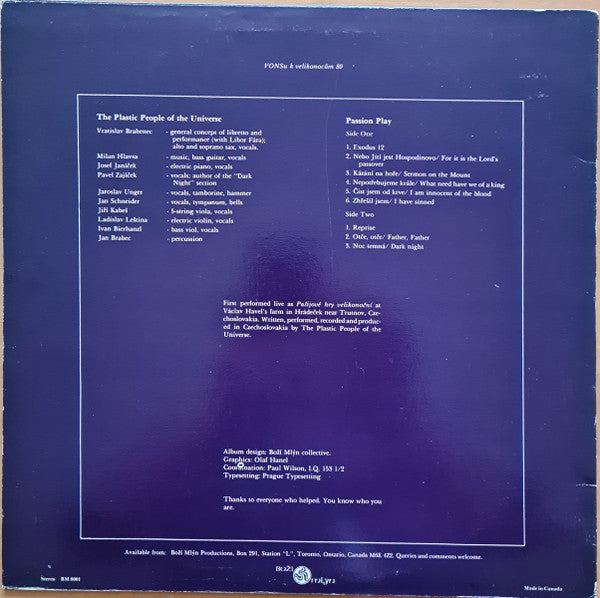 VONSu k velikonocům 80
The Plastic People of the Universe
Vratislav Brabenec - general concept of libretto and
performance (with Libor Fára);
alto and soprano sax, vocals.
Milan Hlavsa - music, bass guitar, vocals
Josef Janáček - electric piano, vocals
Pavel Zajíček - vocals; author of the "Dark
Night" section
Jaroslav Unger - vocals, tamborine, hammer
Jan Schneider - vocals, tympanum, bells
Jiří Kabeš - 5-string viola, vocals
Ladislav Leština - electric violin, vocals
Ivan Bierhanzl - bass viol, vocals
Jan Brabec - percussion
Passion Play
Side One
1. Exodus 12
2. Nebo Jíti jest Hospodinovo/ For it is the Lord's
passover
3. Kázání na hoře/ Sermon on the Mount
4. Nepotřebujeme krále/ What need have we of a king
5. Čist jsem od krve/ I am innocent of the blood
6. Zhřešil jsem/ I have sinned
Side Two
1. Reprise
2. Otče, otče/ Father, Father
3. Noc temná/ Dark night
First performed live as Pašijové hry velikonoční at
Václav Havel's farm in Hrádeček near Trutnov, Cze-
choslovakia. Written, performed, recorded and produc-
ed in Czechoslovakia by The Plastic People of the
Universe.
Album design: Boží Mlýn collective.
Graphics: Olaf Hanel
Coordination: Paul Wilson, I.Q. 153 1/2
Typesetting: Prague Typesetting
Thanks to everyone who helped. You know who you
are.
Available from: Boží Mlýn Productions, Box 291, Station "L", Toronto, Ontario, Canada M6E 4Z2. Queries and comments welcome.
BOŽÍ mlýn
Stereo BM 8001
Made in Canada